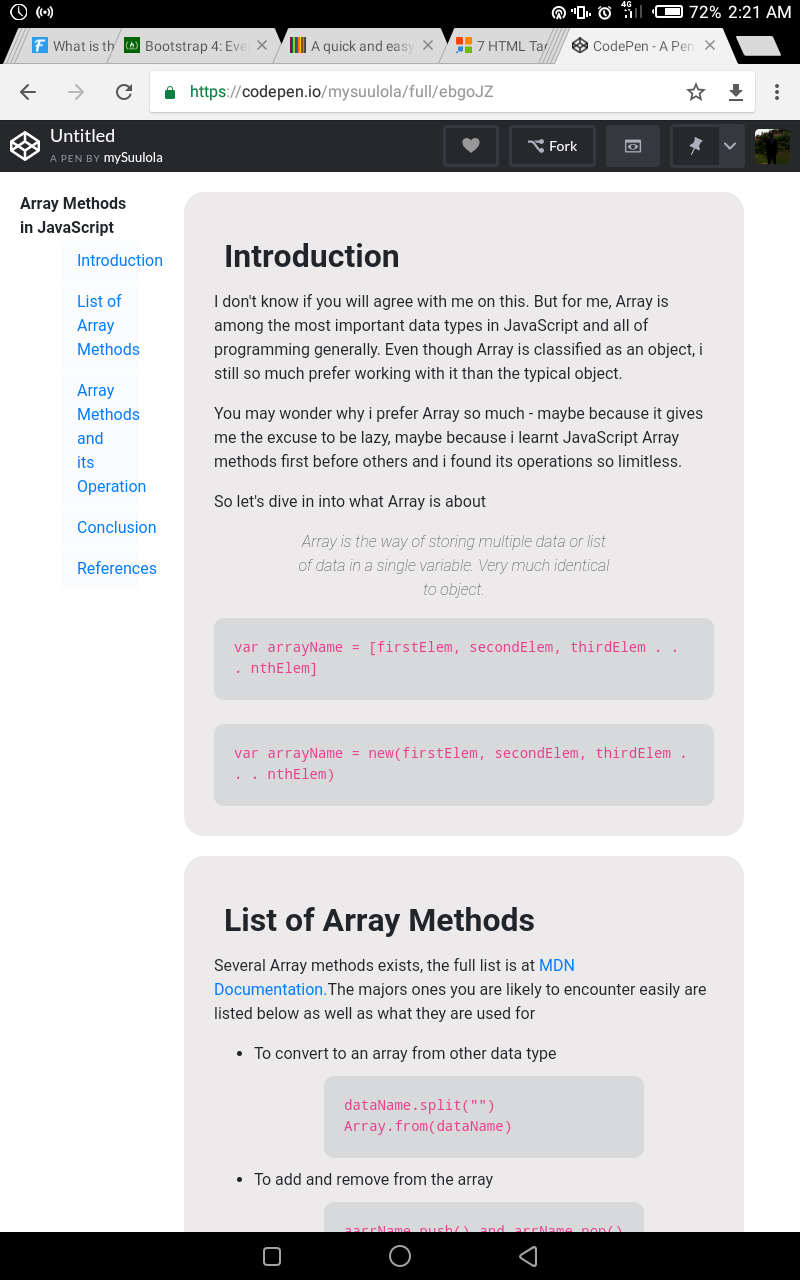 4G 72% 2:21 AM
What is th Bootstrap 4: Eve A quick and easy 7 HTML Tag CodePen - A Pen
https://codepen.io/mysuulola/full/ebgoJZ
Untitled
A PEN BY mySuulola
Fork
Array Methods
in JavaScript
Introduction
List of
Array
Methods
Array
Methods
and
its
Operation
Conclusion
References
Introduction
I don't know if you will agree with me on this. But for me, Array is
among the most important data types in JavaScript and all of
programming generally. Even though Array is classified as an object, i
still so much prefer working with it than the typical object.
You may wonder why i prefer Array so much - maybe because it gives
me the excuse to be lazy, maybe because i learnt JavaScript Array
methods first before others and i found its operations so limitless.
So let's dive in into what Array is about
Array is the way of storing multiple data or list
of data in a single variable. Very much identical
to object.
var arrayName = [firstElem, secondElem, thirdElem . .
. nthElem]
var arrayName = new(firstElem, secondElem, thirdElem .
. . nthElem)
List of Array Methods
Several Array methods exists, the full list is at MDN
Documentation.The majors ones you are likely to encounter easily are
listed below as well as what they are used for
• To convert to an array from other data type
dataName.split("")
Array.from(dataName)
• To add and remove from the array
aarrName.push() and arrName.pop()